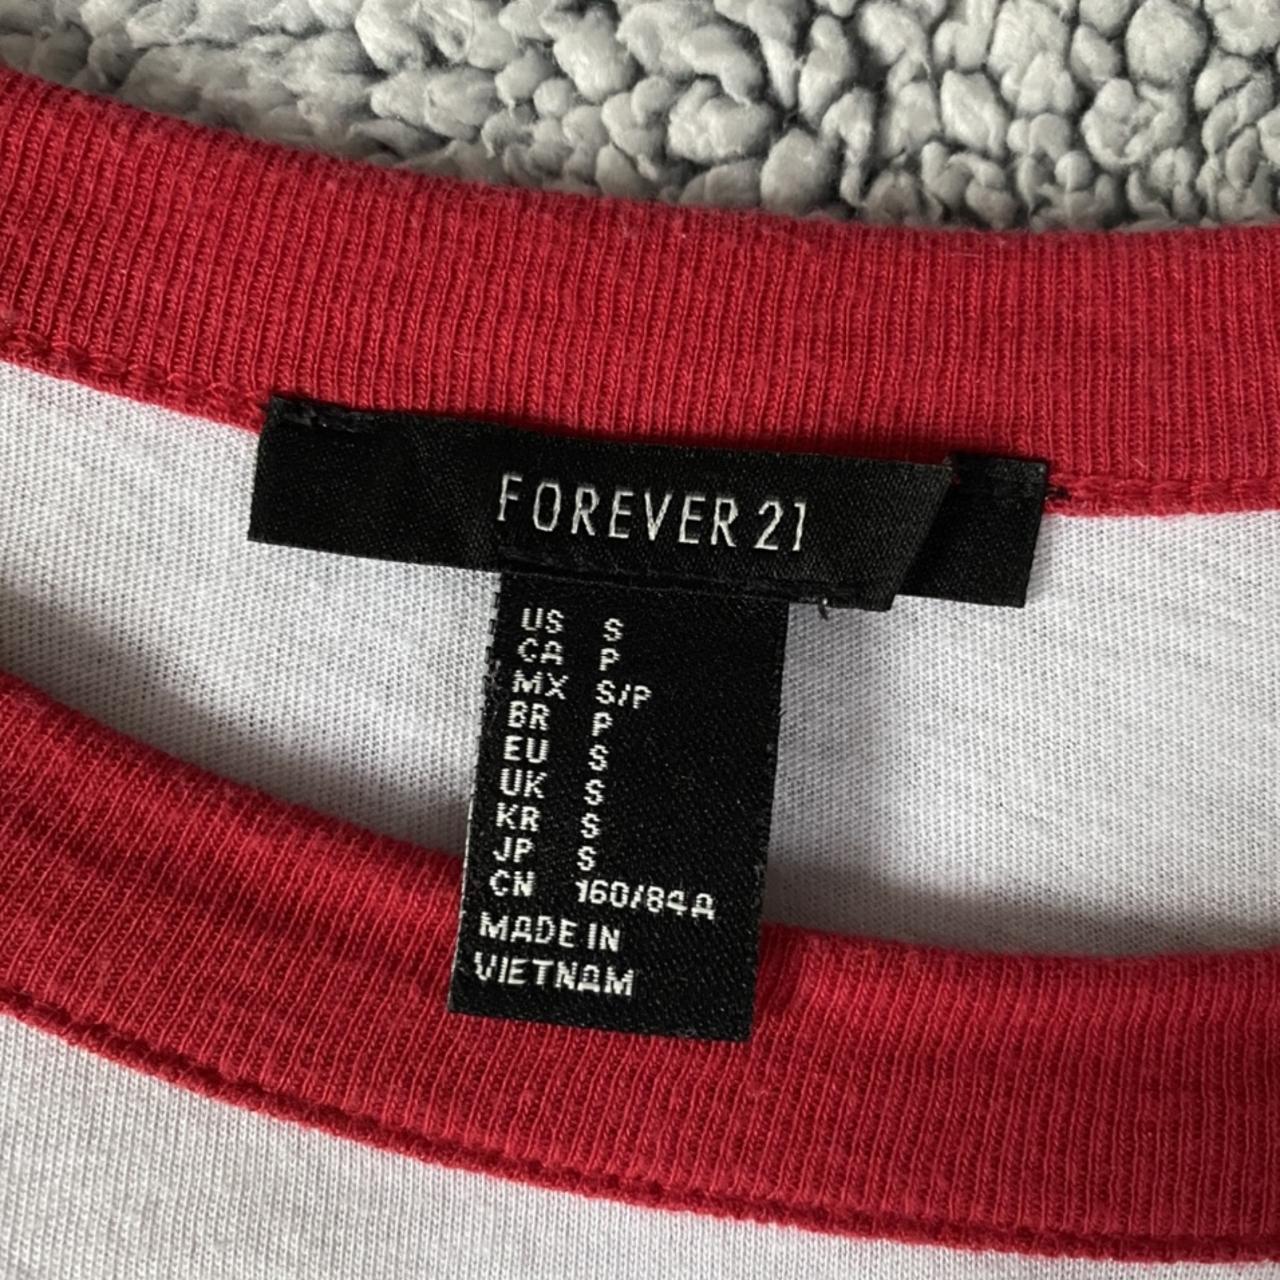 FOREVER 21
US S
CA P
MX S/P
BR P
EU S
UK S
KR S
JP S
CN 160/84A
MADE IN
VIETNAM